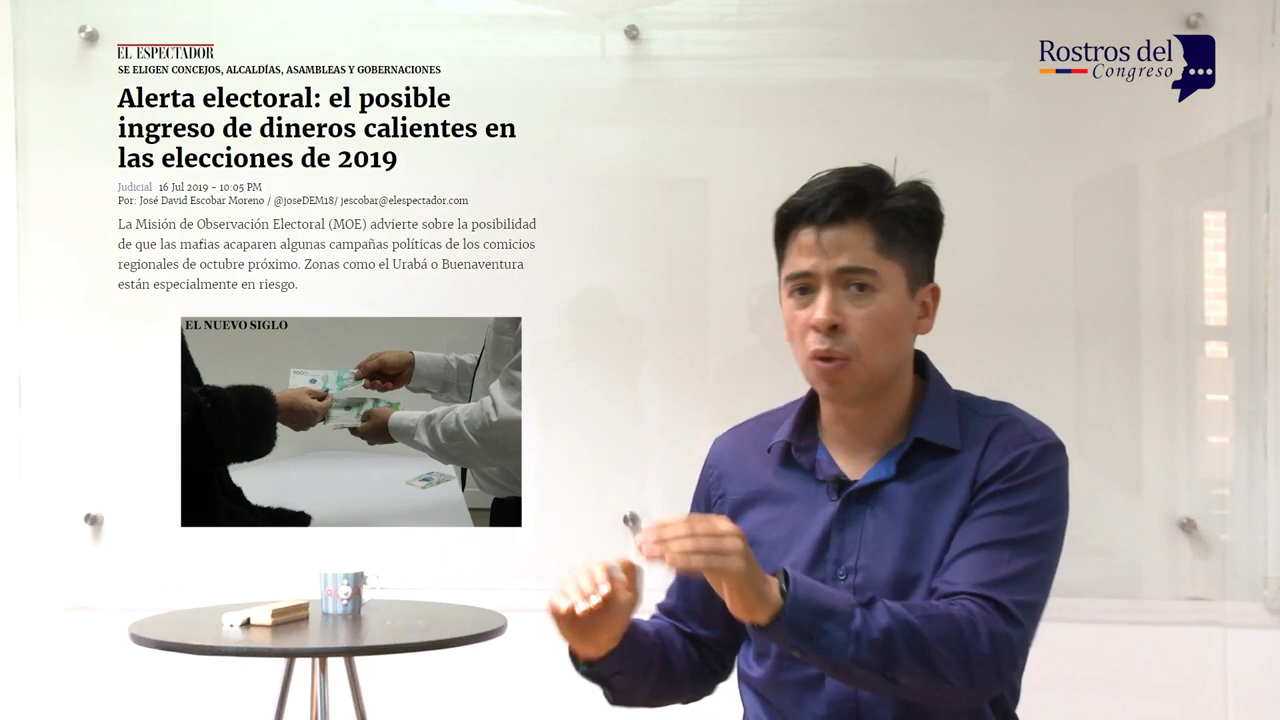 EL ESPECTADOR
SE ELIGEN CONCEJOS, ALCALDÍAS, ASAMBLEAS Y GOBERNACIONES
Alerta electoral: el posible
ingreso de dineros calientes en
las elecciones de 2019
Judicial 16 Jul 2019 - 10:05 PM
Por: José David Escobar Moreno / @joseDEM18/ jescobar@elespectador.com
La Misión de Observación Electoral (MOE) advierte sobre la posibilidad
de que las mafias acaparen algunas campañas políticas de los comicios
regionales de octubre próximo. Zonas como el Urabá o Buenaventura
están especialmente en riesgo.
EL NUEVO SIGLO
Rostros del
Congreso